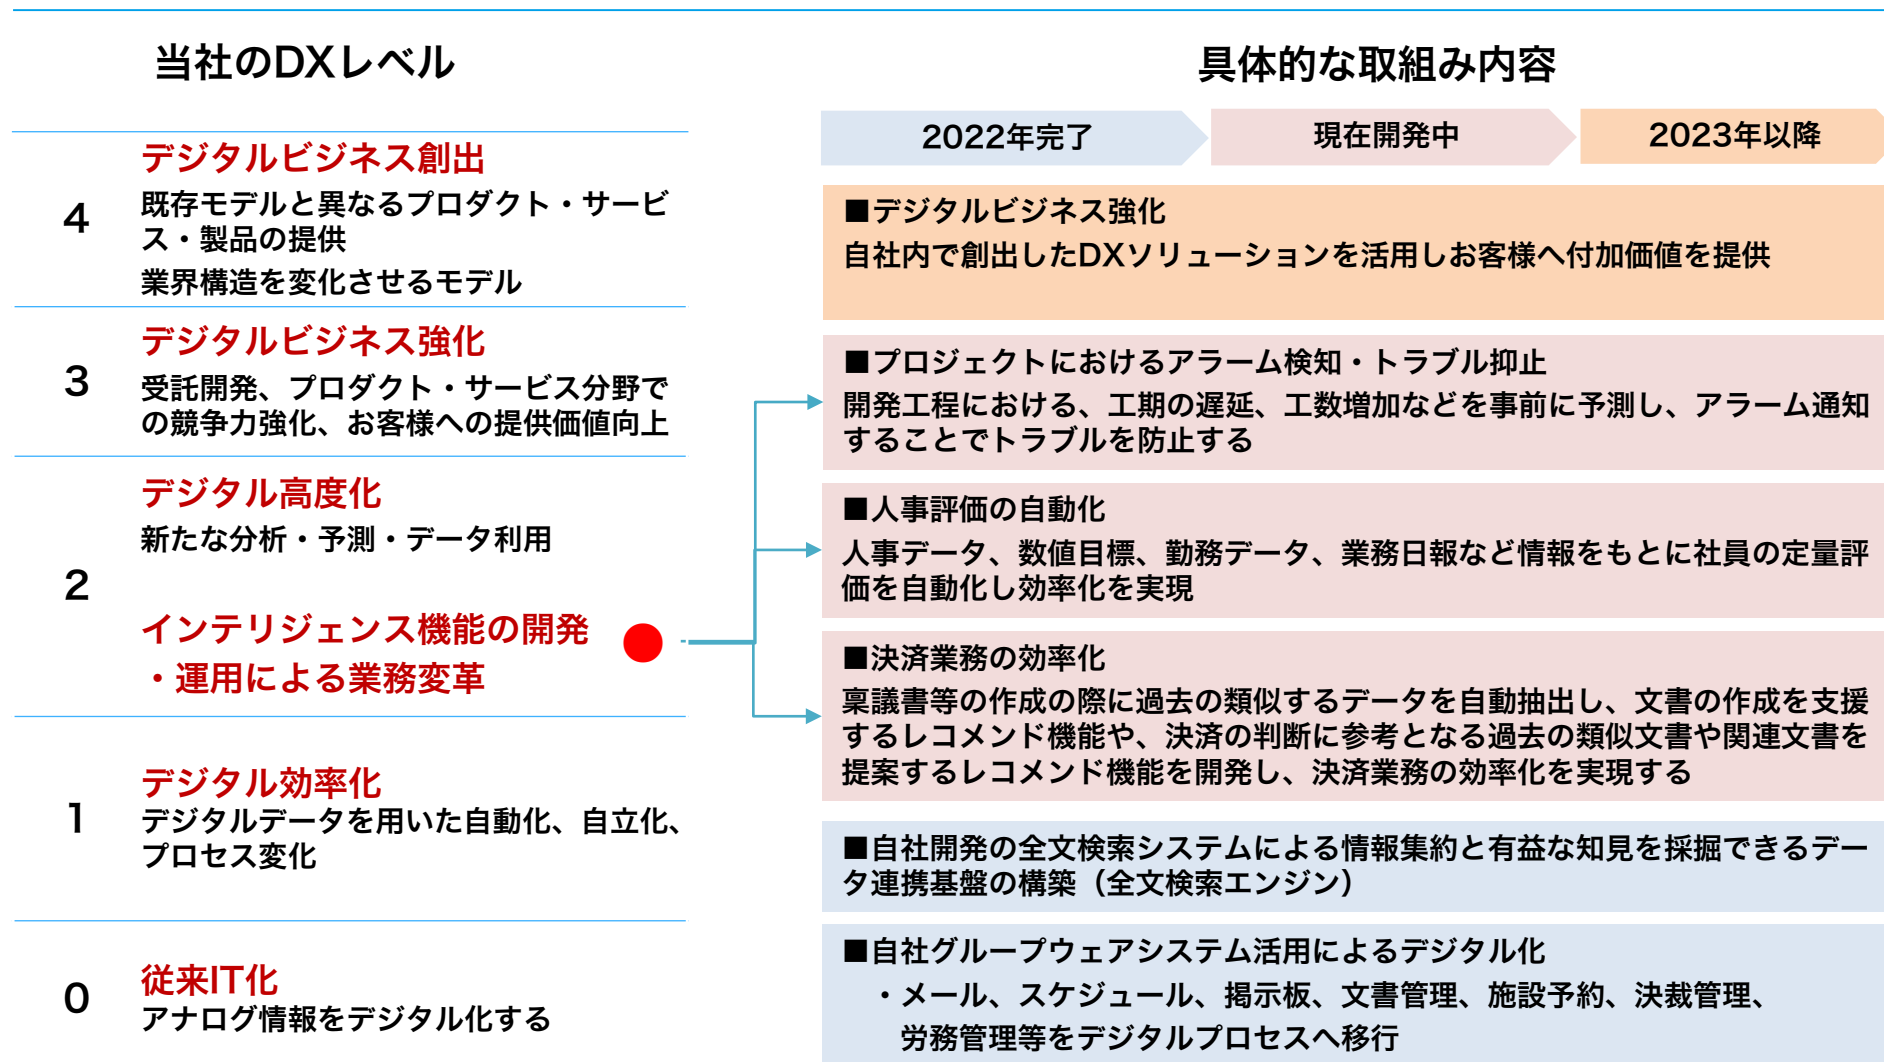 当社のDXレベル
4
デジタルビジネス創出
既存モデルと異なるプロダクト・サービ
ス・製品の提供
業界構造を変化させるモデル
3
デジタルビジネス強化
受託開発、プロダクト・サービス分野で
の競争力強化、お客様への提供価値向上
2
デジタル高度化
新たな分析・予測・データ利用
インテリジェンス機能の開発
・運用による業務変革
1
デジタル効率化
デジタルデータを用いた自動化、自立化、
プロセス変化
0
従来IT化
アナログ情報をデジタル化する
具体的な取組み内容
2022年完了
現在開発中
2023年以降
■デジタルビジネス強化
自社内で創出したDXソリューションを活用しお客様へ付加価値を提供
■プロジェクトにおけるアラーム検知・トラブル抑止
開発工程における、工期の遅延、工数増加などを事前に予測し、アラーム通知
することでトラブルを防止する
■人事評価の自動化
人事データ、数値目標、勤務データ、業務日報など情報をもとに社員の定量評
価を自動化し効率化を実現
■決済業務の効率化
稟議書等の作成の際に過去の類似するデータを自動抽出し、文書の作成を支援
するレコメンド機能や、決済の判断に参考となる過去の類似文書や関連文書を
提案するレコメンド機能を開発し、決済業務の効率化を実現する
■自社開発の全文検索システムによる情報集約と有益な知見を採掘できるデー
タ連携基盤の構築（全文検索エンジン）
■自社グループウェアシステム活用によるデジタル化
・メール、スケジュール、掲示板、文書管理、施設予約、決裁管理、
労務管理等をデジタルプロセスへ移行